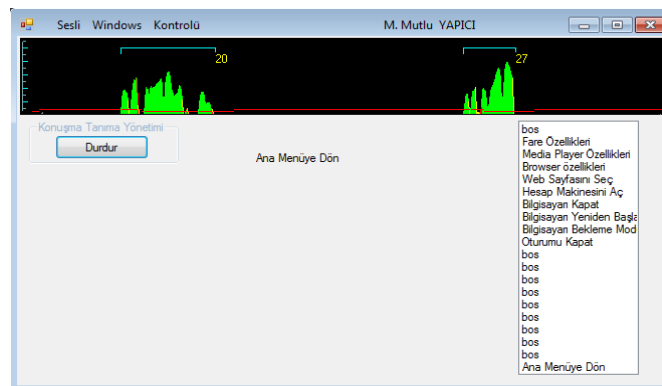 Sesli Windows Kontrolü M. Mutlu YAPICI
20 27
Konuşma Tanıma Yönetimi
Durdur
Ana Menüye Dön
bos
Fare Özellikleri
Media Player Özellikleri
Browser özellikleri
Web Sayfasını Seç
Hesap Makinesini Aç
Bilgisayarı Kapat
Bilgisayarı Yeniden Başla
Bilgisayarı Bekleme Mod
Oturumu Kapat
bos
bos
bos
bos
bos
bos
bos
bos
bos
Ana Menüye Dön